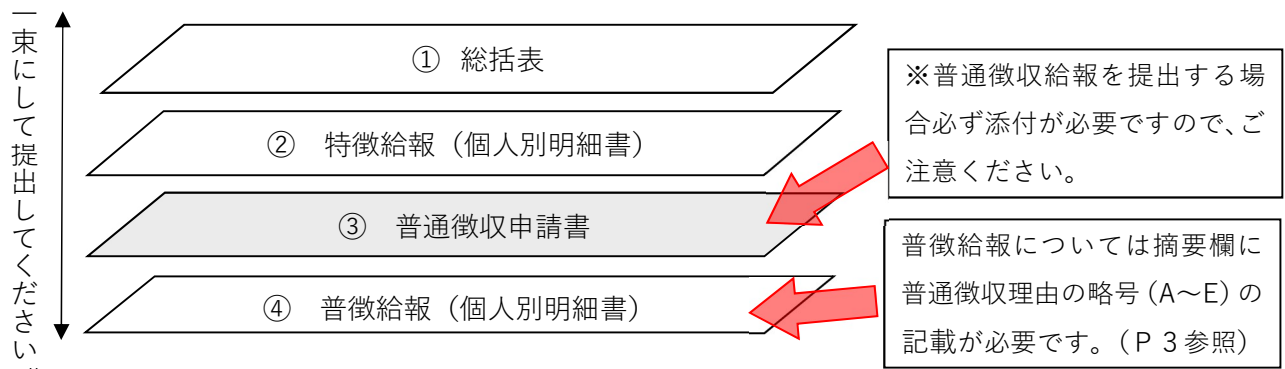 一束にして提出してください
① 総括表
② 特徴給報（個人別明細書）
③ 普通徴収申請書
④ 普徴給報（個人別明細書）
※普通徴収給報を提出する場
合必ず添付が必要ですので、ご
注意ください。
普徴給報については摘要欄に
普通徴収理由の略号（A～E）の
記載が必要です。（P３参照）